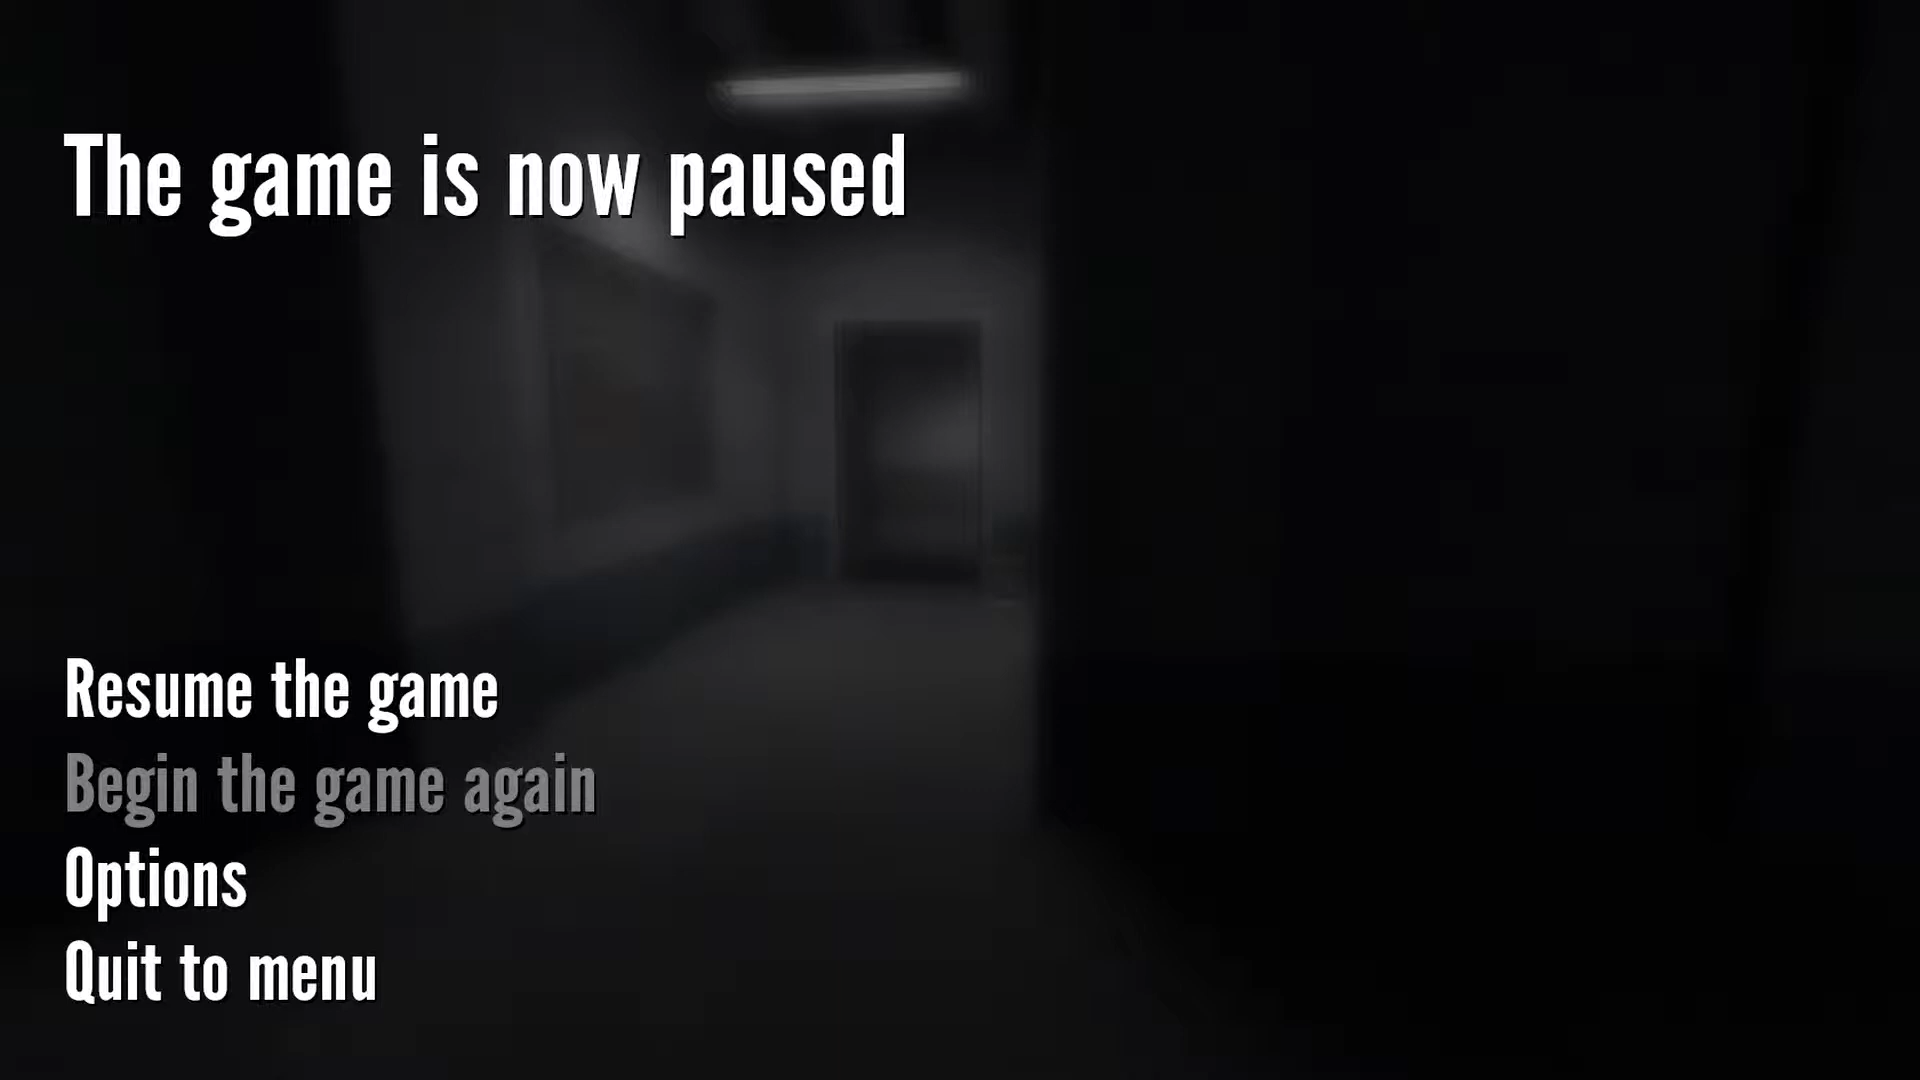 The game is now paused
Resume the game
Begin the game again
Options
Quit to menu